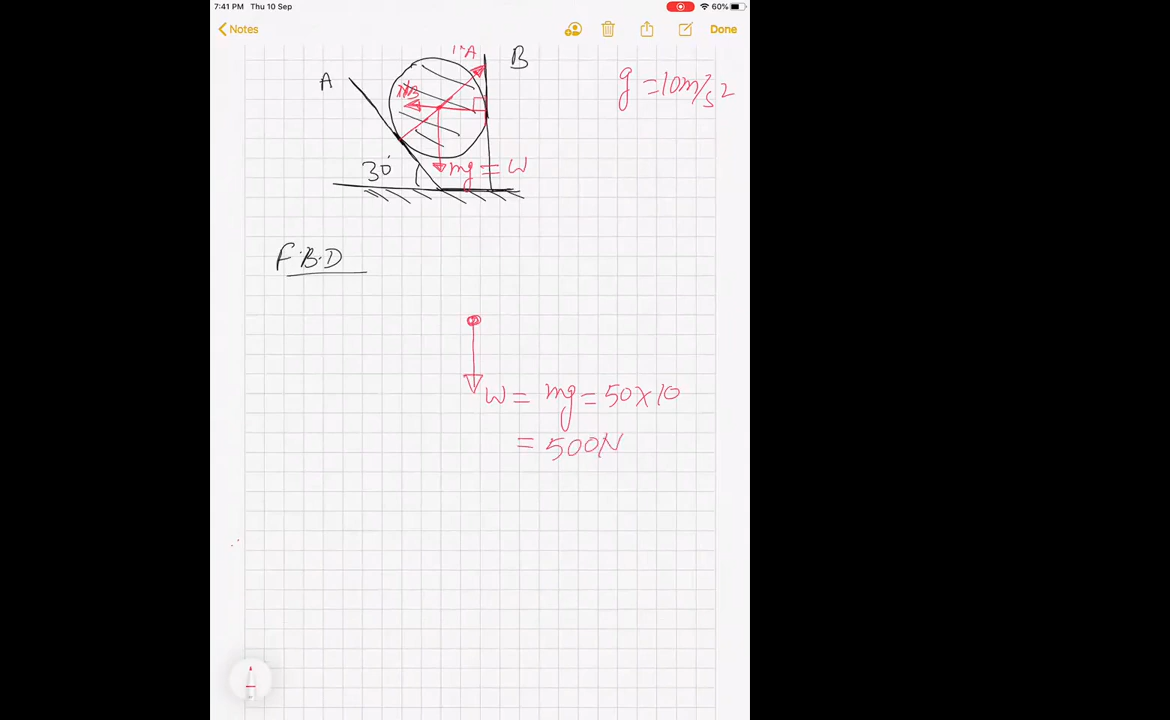 7:41 PM Thu 10 Sep
60%
Notes
Done
A
B
g = 10m/s2
30°
mg = W
F.B.D
W = mg = 50 x 10
= 500N